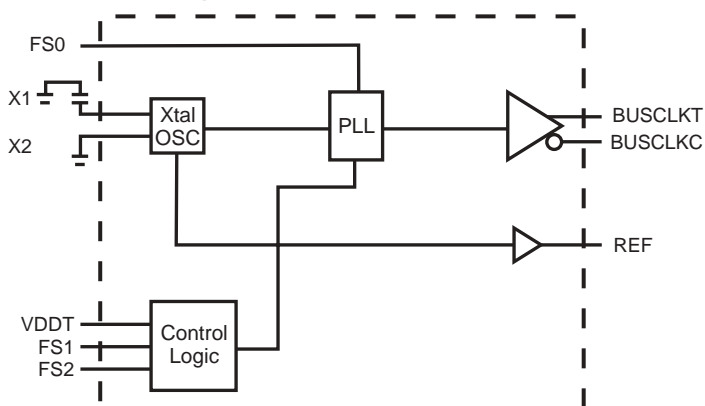 FS0
X1
X2
Xtal
OSC
PLL
BUSCLKT
BUSCLKC
REF
VDDT
FS1
FS2
Control
Logic